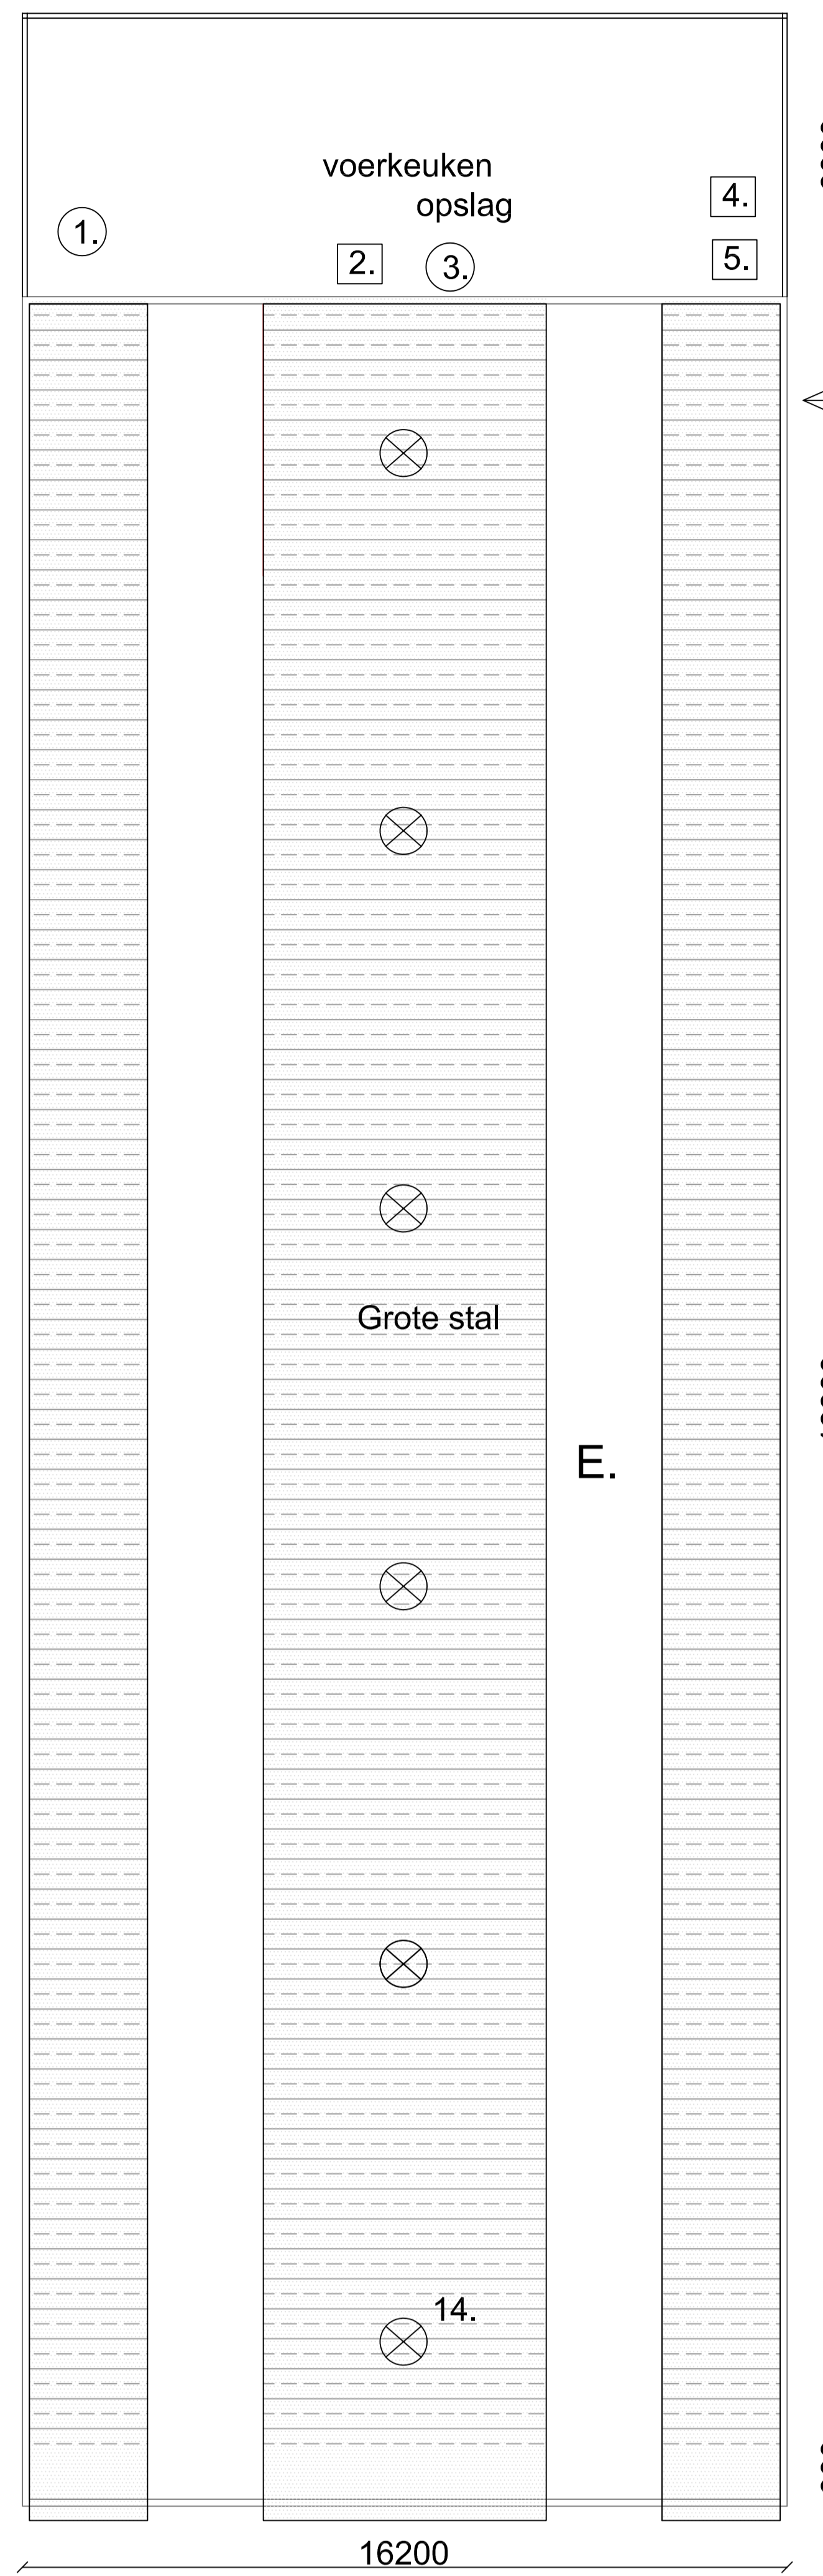 voerkeuken
opslag
4.
1.
2.
3.
5.
Grote stal
E.
14.
16200